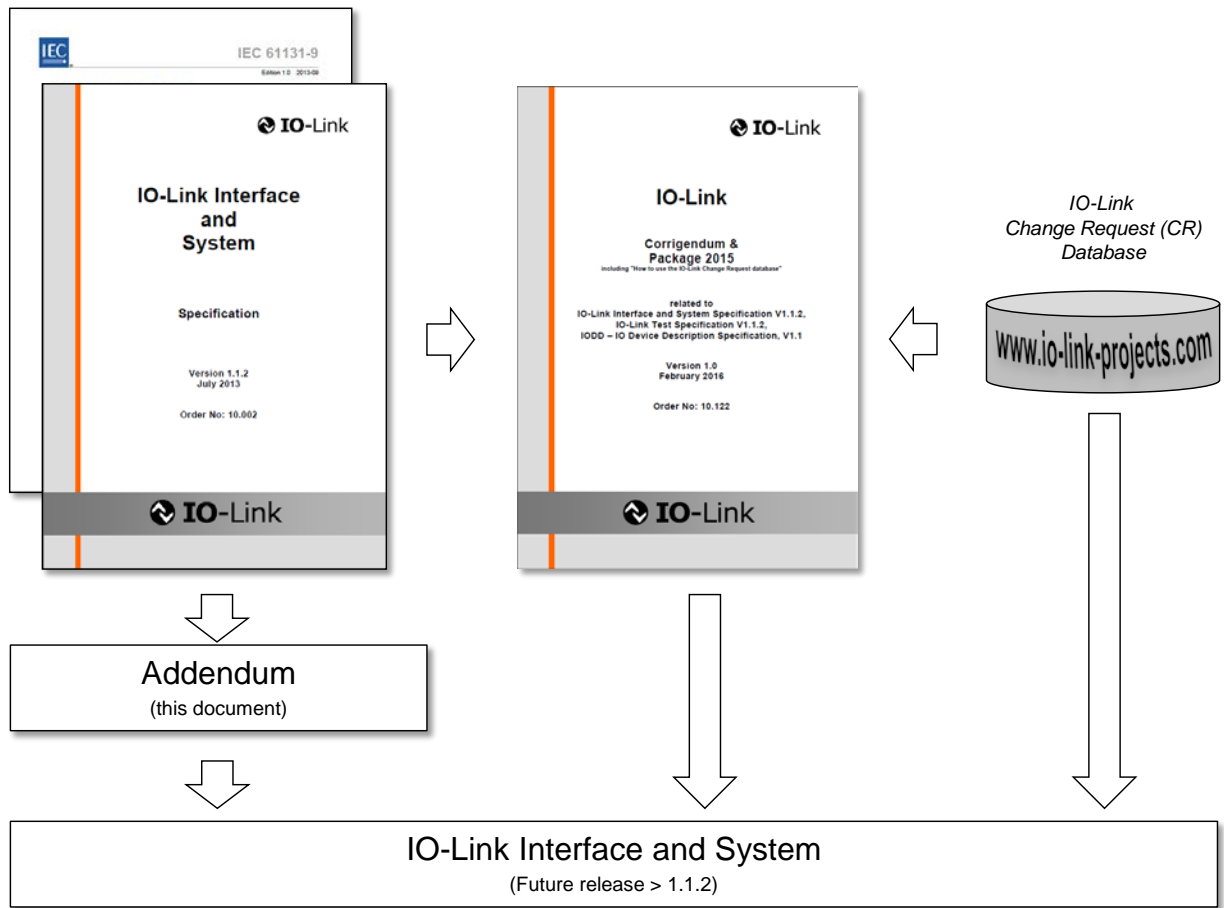 IEC
IEC 61131-9
Edition 1.0 2013-09
IO-Link
IO-Link Interface
and
System
Specification
Version 1.1.2
July 2013
Order No: 10.002
IO-Link
IO-Link
IO-Link
Corrigendum &
Package 2015
including "How to use the IO-Link Change Request database"
related to
IO-Link Interface and System Specification V1.1.2,
IO-Link Test Specification V1.1.2,
IODD – IO Device Description Specification, V1.1
Version 1.0
February 2016
Order No: 10.122
IO-Link
IO-Link
Change Request (CR)
Database
www.io-link-projects.com
Addendum
(this document)
IO-Link Interface and System
(Future release > 1.1.2)